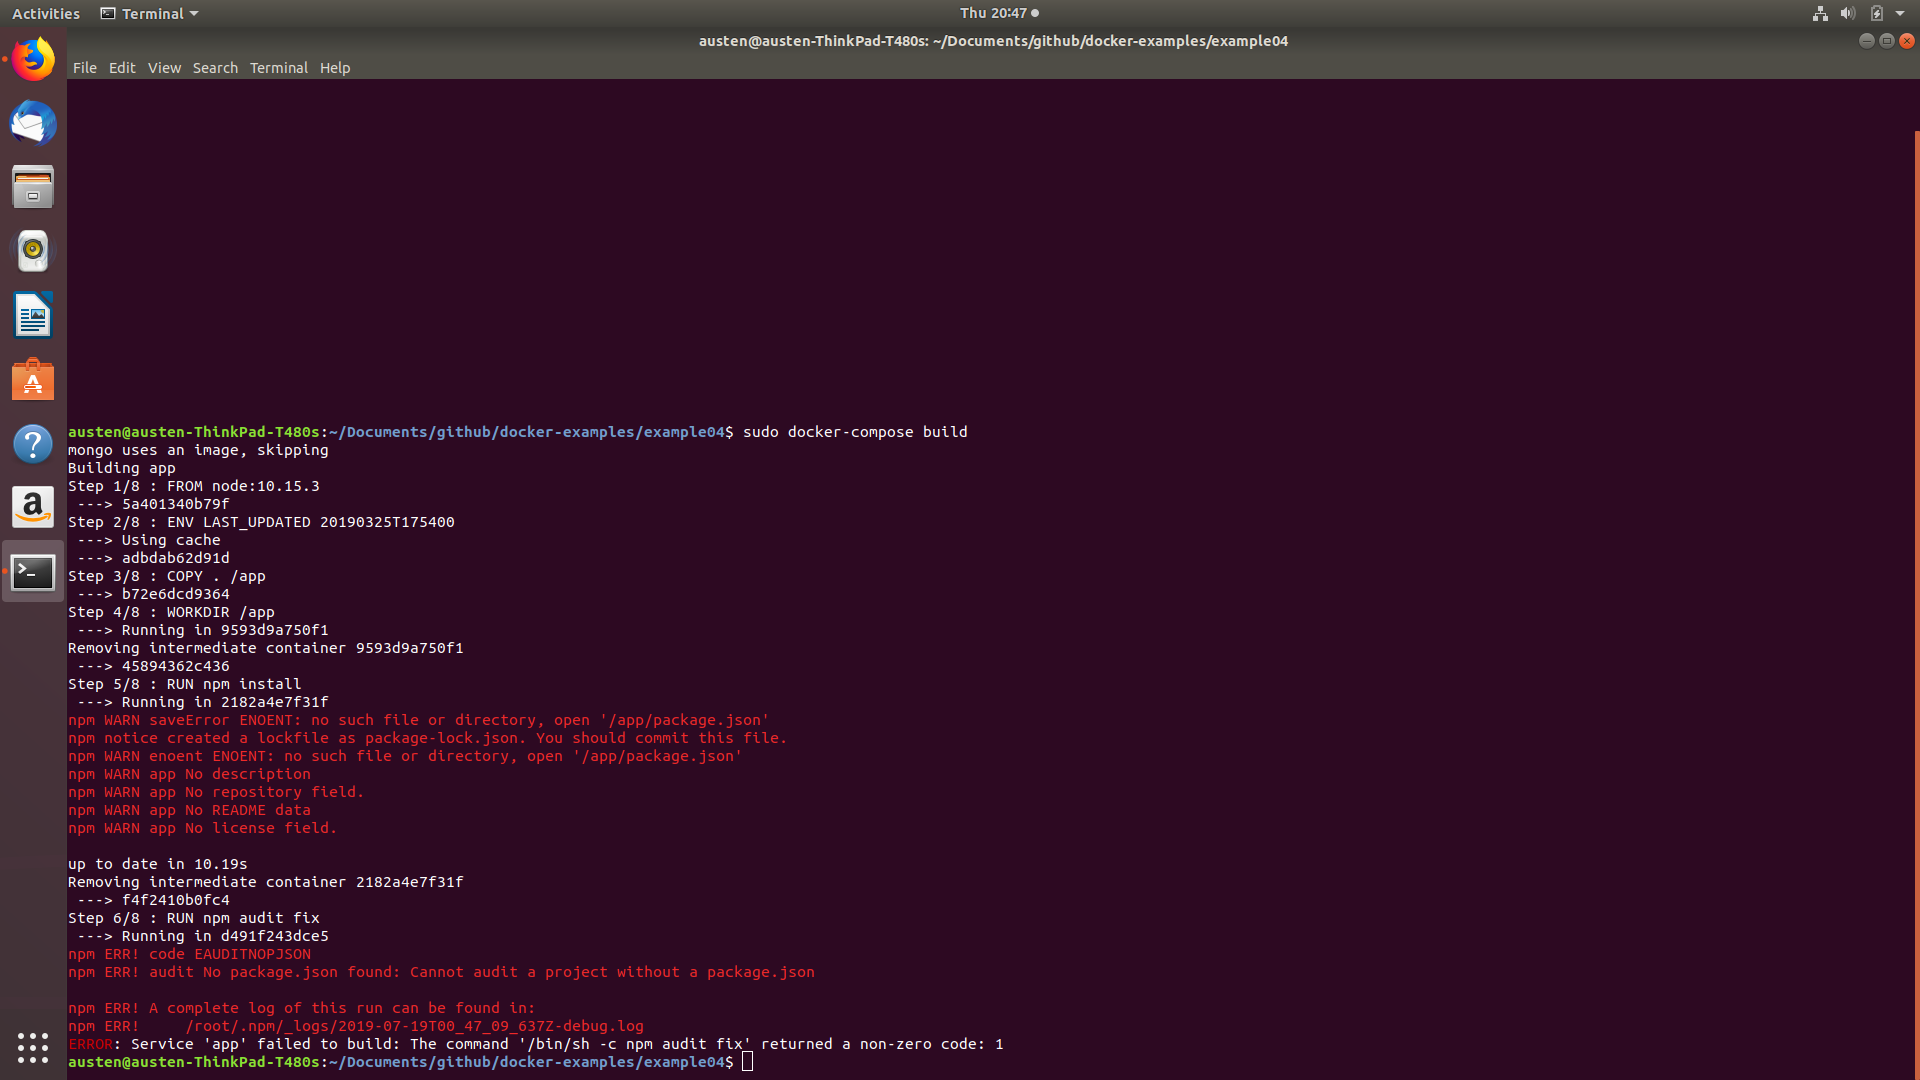 Activities Terminal Thu 20:47
austen@austen-ThinkPad-T480s: ~/Documents/github/docker-examples/example04
File Edit View Search Terminal Help
austen@austen-ThinkPad-T480s:~/Documents/github/docker-examples/example04$ sudo docker-compose build
mongo uses an image, skipping
Building app
Step 1/8 : FROM node:10.15.3
 ---> 5a401340b79f
Step 2/8 : ENV LAST_UPDATED 20190325T175400
 ---> Using cache
 ---> adbdab62d91d
Step 3/8 : COPY . /app
 ---> b72e6dcd9364
Step 4/8 : WORKDIR /app
 ---> Running in 9593d9a750f1
Removing intermediate container 9593d9a750f1
 ---> 45894362c436
Step 5/8 : RUN npm install
 ---> Running in 2182a4e7f31f
npm WARN saveError ENOENT: no such file or directory, open '/app/package.json'
npm notice created a lockfile as package-lock.json. You should commit this file.
npm WARN enoent ENOENT: no such file or directory, open '/app/package.json'
npm WARN app No description
npm WARN app No repository field.
npm WARN app No README data
npm WARN app No license field.
up to date in 10.19s
Removing intermediate container 2182a4e7f31f
 ---> f4f2410b0fc4
Step 6/8 : RUN npm audit fix
 ---> Running in d491f243dce5
npm ERR! code EAUDITNOPJSON
npm ERR! audit No package.json found: Cannot audit a project without a package.json
npm ERR! A complete log of this run can be found in:
npm ERR!     /root/.npm/_logs/2019-07-19T00_47_09_637Z-debug.log
ERROR: Service 'app' failed to build: The command '/bin/sh -c npm audit fix' returned a non-zero code: 1
austen@austen-ThinkPad-T480s:~/Documents/github/docker-examples/example04$